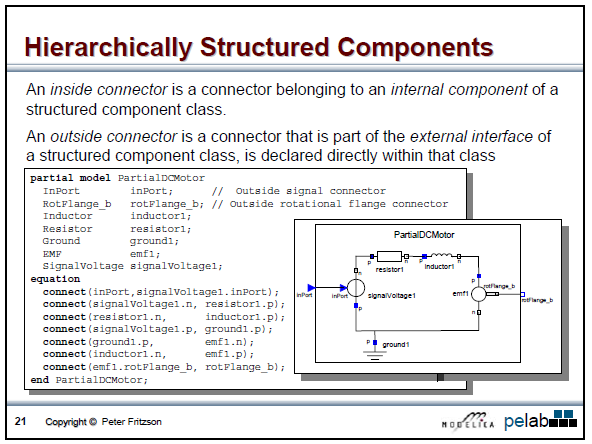 Hierarchically Structured Components
An inside connector is a connector belonging to an internal component of a
structured component class.
An outside connector is a connector that is part of the external interface of
a structured component class, is declared directly within that class
partial model PartialDCMotor
InPort inPort; // Outside signal connector
RotFlange_b rotFlange_b; // Outside rotational flange connector
Inductor inductor1;
Resistor resistor1;
Ground ground1;
EMF emf1;
SignalVoltage signalVoltage1;
equation
connect(inPort,signalVoltage1.inPort);
connect(signalVoltage1.n, resistor1.p);
connect(resistor1.n, inductor1.p);
connect(signalVoltage1.p, ground1.p);
connect(ground1.p, emf1.n);
connect(inductor1.n, emf1.p);
connect(emf1.rotFlange_b, rotFlange_b);
end PartialDCMotor;
PartialDCMotor
p n p n
resistor1 inductor1
n
p
inPort inPort signalVoltage1 emf1 rotFlange_b
rotFlange_b
p
n
p ground1
21 Copyright © Peter Fritzson
MODELICA pelab